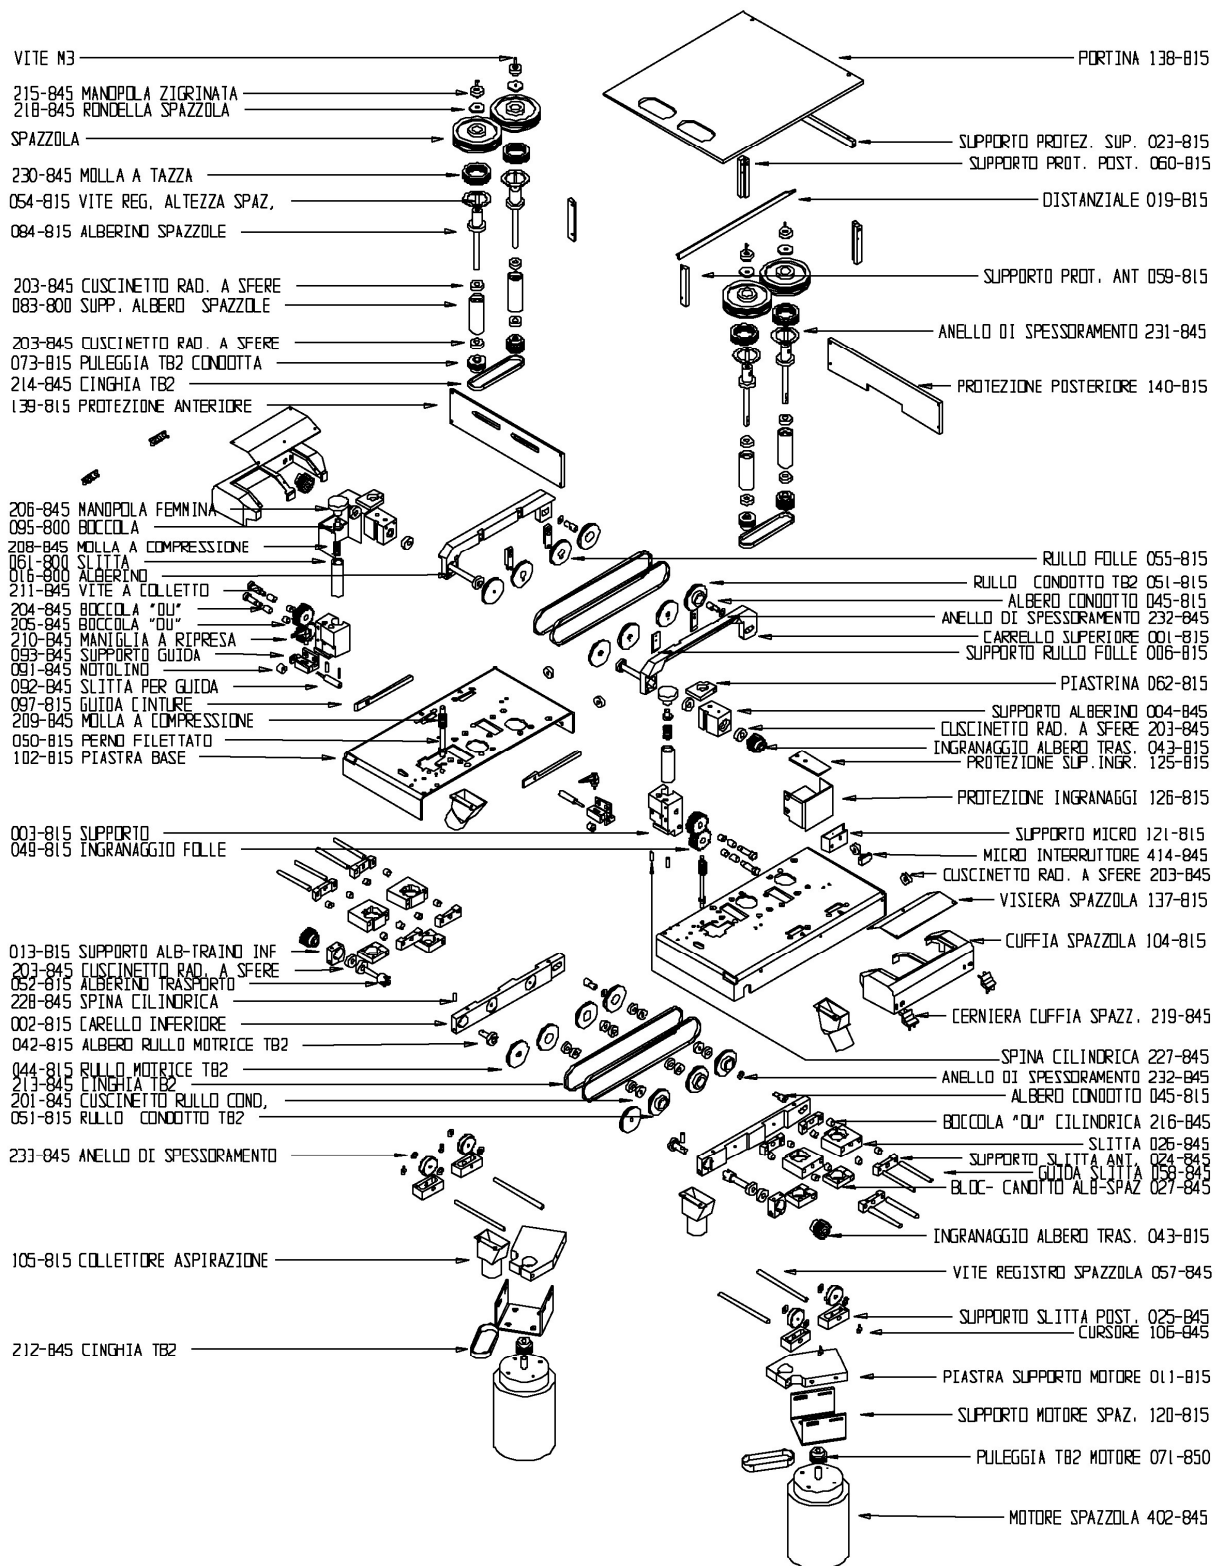 VITE M3
215-845 MANOPOLA ZIGRINATA
218-845 RONDELLA SPAZZOLA
SPAZZOLA
230-845 MOLLA A TAZZA
054-815 VITE REG. ALTEZZA SPAZ,
084-815 ALBERINO SPAZZOLE
203-845 CUSCINETTO RAD. A SFERE
083-800 SUPP. ALBERO SPAZZOLE
203-845 CUSCINETTO RAD. A SFERE
073-815 PULEGGIA TB2 CONDOTTA
214-845 CINGHIA TB2
139-815 PROTEZIONE ANTERIORE
206-845 MANOPOLA FEMMINA
095-800 BOCCOLA
208-845 MOLLA A COMPRESSIONE
061-800 SLITTA
016-800 ALBERINO
211-845 VITE A COLLETTO
204-845 BOCCOLA "DU"
205-845 BOCCOLA "DU"
210-845 MANIGLIA A RIPRESA
093-845 SUPPORTO GUIDA
091-845 NOTOLINO
092-845 SLITTA PER GUIDA
097-815 GUIDA CINTURE
209-845 MOLLA A COMPRESSIONE
050-815 PERNO FILETTATO
102-815 PIASTRA BASE
003-815 SUPPORTO
049-815 INGRANAGGIO FOLLE
013-815 SUPPORTO ALB-TRAINO INF
203-845 CUSCINETTO RAD. A SFERE
052-815 ALBERINO TRASPORTO
228-845 SPINA CILINDRICA
002-815 CARELLO INFERIORE
042-815 ALBERO RULLO MOTRICE TB2
044-815 RULLO MOTRICE TB2
213-845 CINGHIA TB2
201-845 CUSCINETTO RULLO COND,
051-815 RULLO CONDOTTO TB2
233-845 ANELLO DI SPESSORAMENTO
105-815 COLLETTORE ASPIRAZIONE
212-845 CINGHIA TB2
PORTINA 138-815
SUPPORTO PROTEZ. SUP. 023-815
SUPPORTO PROT. POST. 060-815
DISTANZIALE 019-815
SUPPORTO PROT. ANT 059-815
ANELLO DI SPESSORAMENTO 231-845
PROTEZIONE POSTERIORE 140-815
RULLO FOLLE 055-815
RULLO CONDOTTO TB2 051-815
ALBERO CONDOTTO 045-815
ANELLO DI SPESSORAMENTO 232-845
CARRELLO SUPERIORE 001-815
SUPPORTO RULLO FOLLE 006-815
PIASTRINA 062-815
SUPPORTO ALBERINO 004-845
CUSCINETTO RAD. A SFERE 203-845
INGRANAGGIO ALBERO TRAS. 043-815
PROTEZIONE SUP.INGR. 125-815
PROTEZIONE INGRANAGGI 126-815
SUPPORTO MICRO 121-815
MICRO INTERRUTTORE 414-845
CUSCINETTO RAD. A SFERE 203-845
VISIERA SPAZZOLA 137-815
CUFFIA SPAZZOLA 104-815
CERNIERA CUFFIA SPAZZ. 219-845
SPINA CILINDRICA 227-845
ANELLO DI SPESSORAMENTO 232-845
ALBERO CONDOTTO 045-815
BOCCOLA "DU" CILINDRICA 216-845
SLITTA 026-845
SUPPORTO SLITTA ANT. 024-845
GUIDA SLITTA 058-845
BLOC- CANOTTO ALB-SPAZ 027-845
INGRANAGGIO ALBERO TRAS. 043-815
VITE REGISTRO SPAZZOLA 057-845
SUPPORTO SLITTA POST. 025-845
CURSORE 106-845
PIASTRA SUPPORTO MOTORE 011-815
SUPPORTO MOTORE SPAZ. 120-815
PULEGGIA TB2 MOTORE 071-850
MOTORE SPAZZOLA 402-845